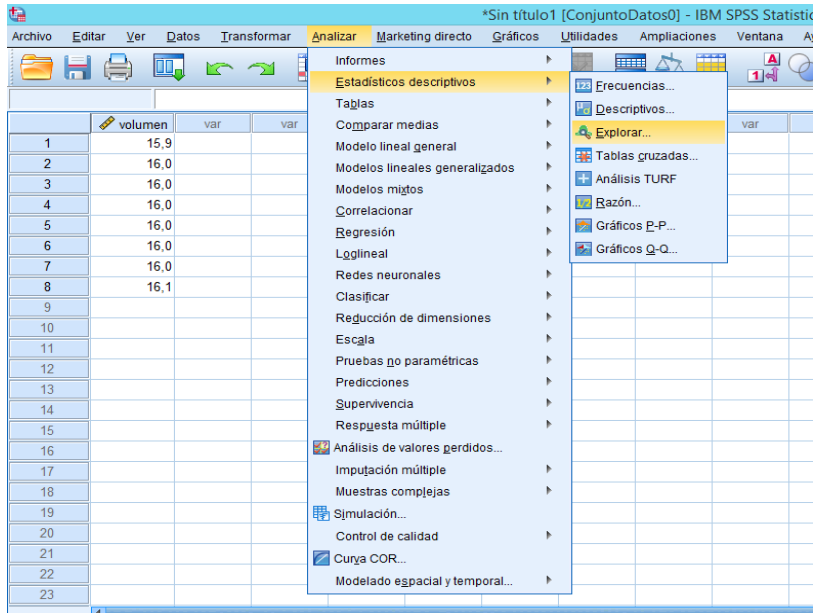 *Sin título1 [ConjuntoDatos0] - IBM SPSS Statistic
Archivo Editar Ver Datos Transformar Analizar Marketing directo Gráficos Utilidades Ampliaciones Ventana Ay
Informes
Estadísticos descriptivos
Tablas
Comparar medias
Modelo lineal general
Modelos lineales generalizados
Modelos mixtos
Correlacionar
Regresión
Loglineal
Redes neuronales
Clasificar
Reducción de dimensiones
Escala
Pruebas no paramétricas
Predicciones
Supervivencia
Respuesta múltiple
Análisis de valores perdidos...
Imputación múltiple
Muestras complejas
Simulación...
Control de calidad
Curva COR...
Modelado espacial y temporal...
123 Frecuencias...
Descriptivos...
Explorar...
Tablas cruzadas...
Análisis TURF
1/2 Razón...
Gráficos P-P...
Gráficos Q-Q...
A
1
volumen var var var
1 15,9
2 16,0
3 16,0
4 16,0
5 16,0
6 16,0
7 16,0
8 16,1
9
10
11
12
13
14
15
16
17
18
19
20
21
22
23